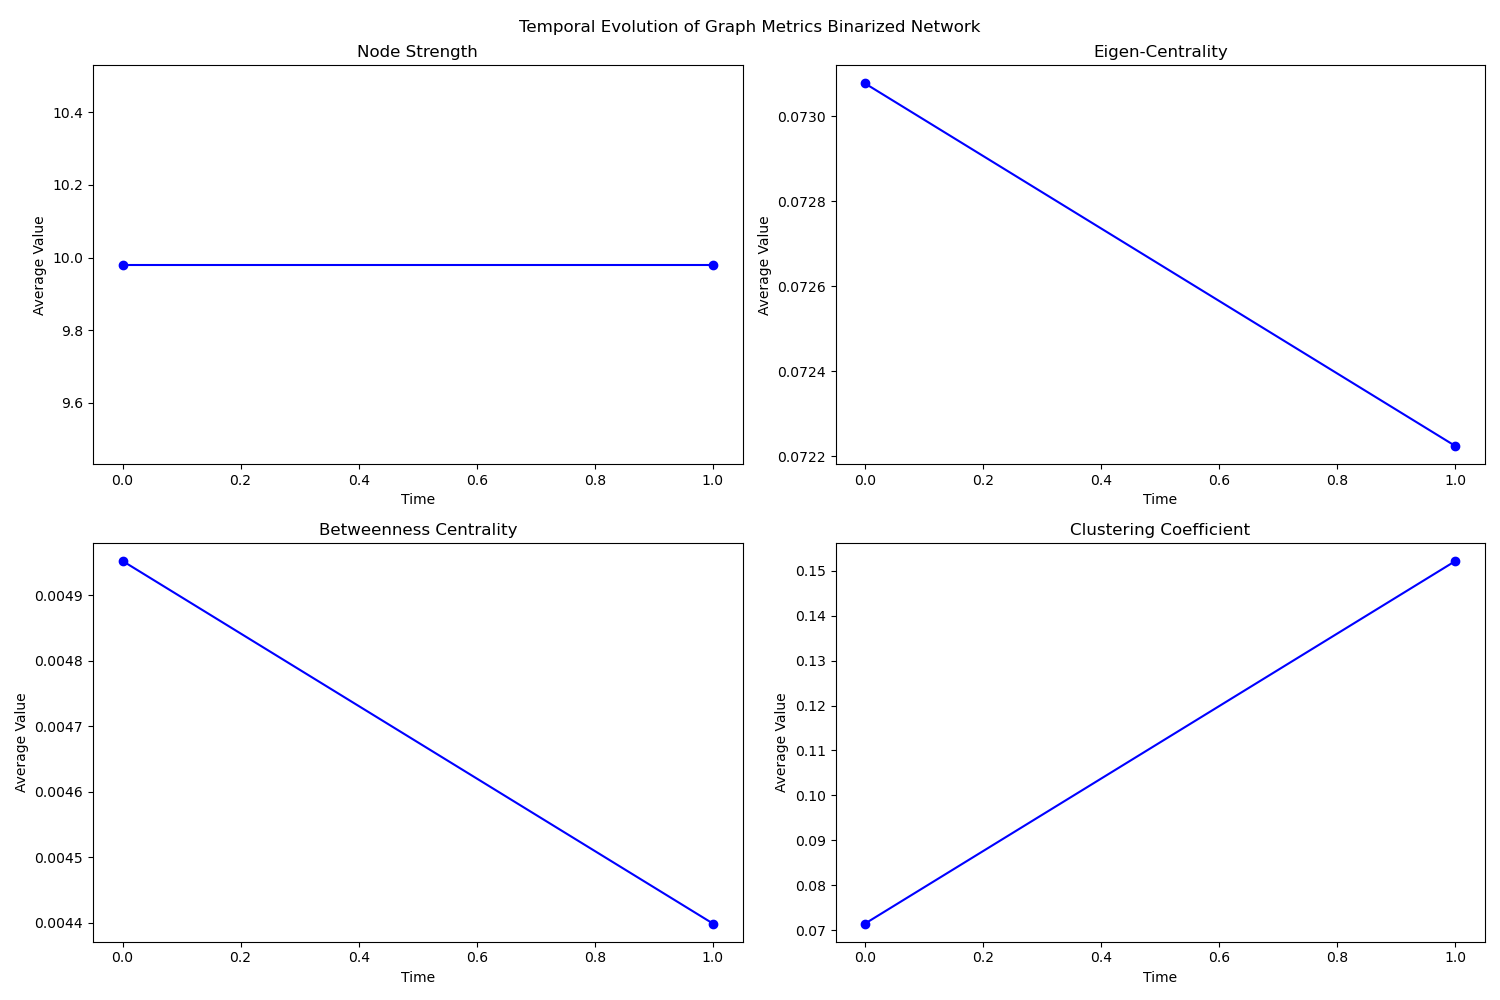 Temporal Evolution of Graph Metrics Binarized Network
Node Strength
10.4
10.2
10.0
9.8
9.6
Average Value
0.0 0.2 0.4 0.6 0.8 1.0
Time
Eigen-Centrality
0.0730
0.0728
0.0726
0.0724
0.0722
Average Value
0.0 0.2 0.4 0.6 0.8 1.0
Time
Betweenness Centrality
0.0049
0.0048
0.0047
0.0046
0.0045
0.0044
Average Value
0.0 0.2 0.4 0.6 0.8 1.0
Time
Clustering Coefficient
0.15
0.14
0.13
0.12
0.11
0.10
0.09
0.08
0.07
Average Value
0.0 0.2 0.4 0.6 0.8 1.0
Time